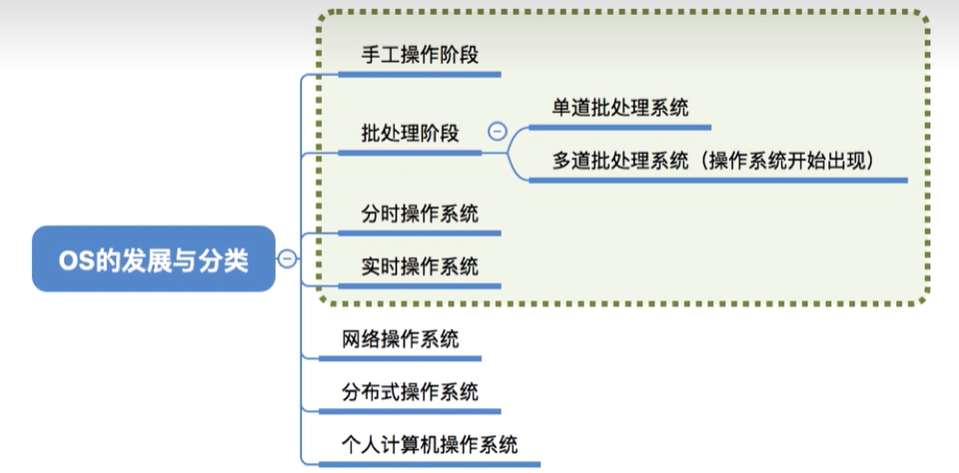 手工操作阶段
单道批处理系统
批处理阶段
多道批处理系统（操作系统开始出现）
分时操作系统
OS的发展与分类
实时操作系统
网络操作系统
分布式操作系统
个人计算机操作系统